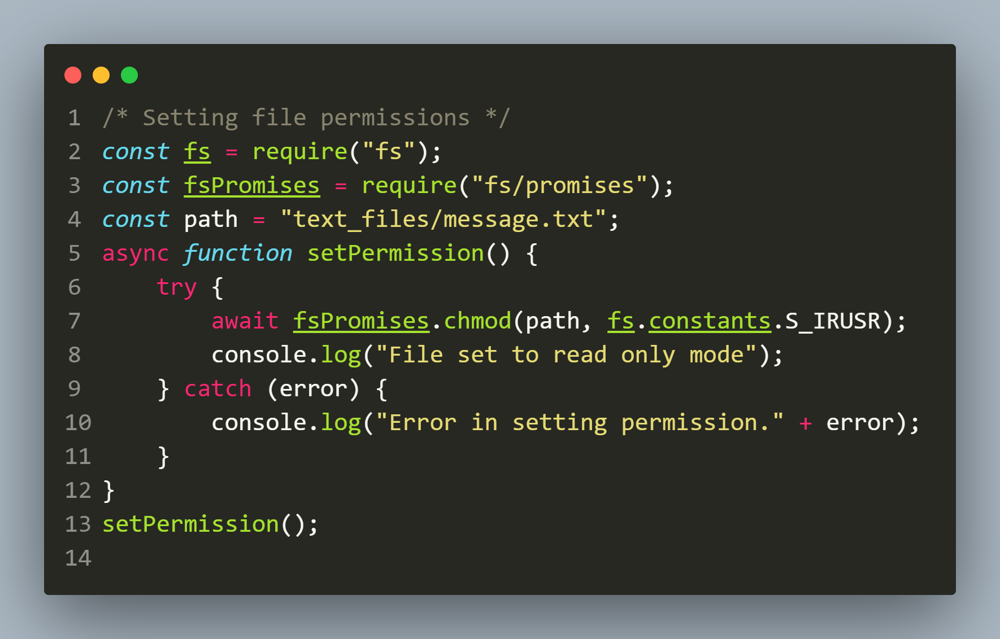 1 /* Setting file permissions */
2 const fs = require("fs");
3 const fsPromises = require("fs/promises");
4 const path = "text_files/message.txt";
5 async function setPermission() {
6     try {
7         await fsPromises.chmod(path, fs.constants.S_IRUSR);
8         console.log("File set to read only mode");
9     } catch (error) {
10         console.log("Error in setting permission." + error);
11     }
12 }
13 setPermission();
14